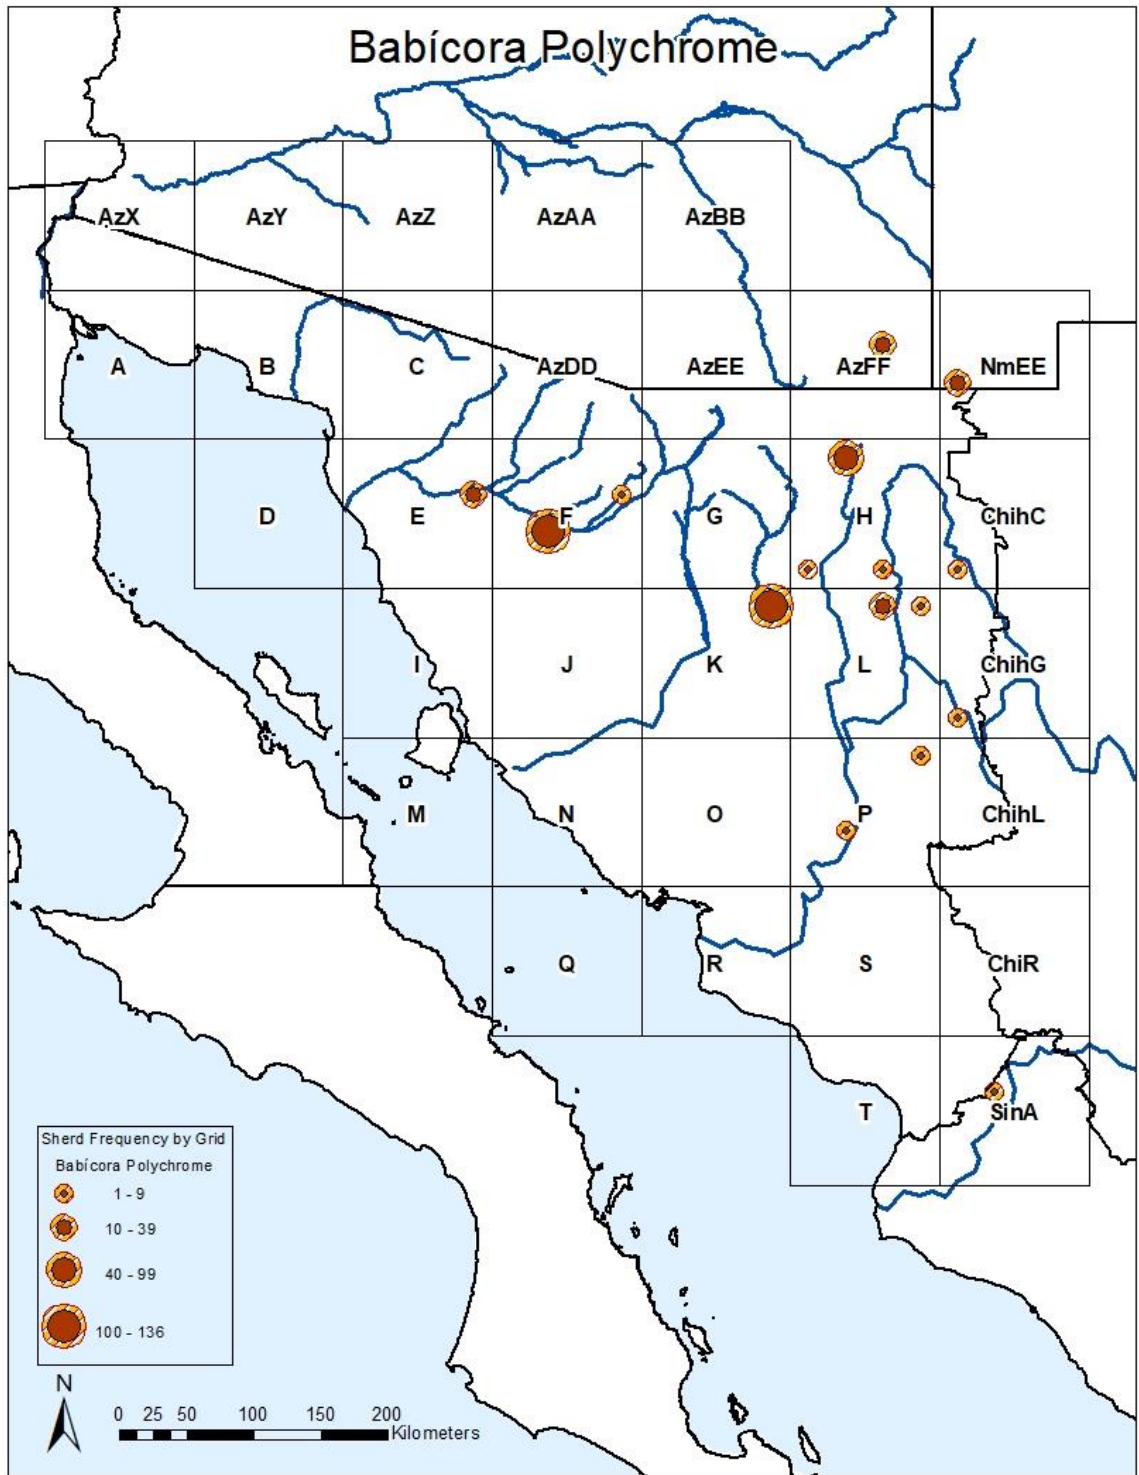 Babícora Polychrome
AzX AzY AzZ AzAA AzBB
A B C AzDD AzEE AzFF NmEE
D E F G H ChihC
I J K L ChihG
M N O P ChihL
Q R S ChiR
T SinA
Sherd Frequency by Grid
Babícora Polychrome
1 - 9
10 - 39
40 - 99
100 - 136
N
0 25 50 100 150 200
Kilometers